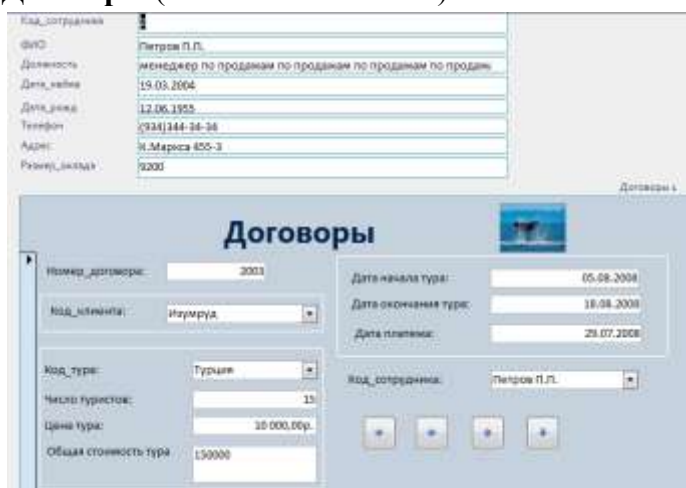 Код_сотрудника
ФИО Петров П.П.
Должность менеджер по продажам по продажам по продажам по продаж
Дата_найма 19.03.2004
Дата_рожд 12.06.1955
Телефон (934)344-34-34
Адрес К.Маркса 455-3
Размер_оклада 9200
Договоры
Договоры
Номер_договора: 2003
Код_клиента: Изумруд
Дата начала тура: 05.08.2008
Дата окончания тура: 18.08.2008
Дата платежа: 29.07.2008
Код_тура: Турция
Код_сотрудника: Петров П.П.
Число туристов: 15
Цена тура: 10 000,00р.
Общая стоимость тура 150000